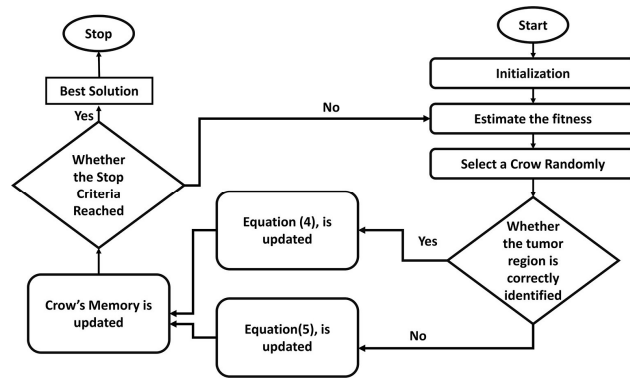 Start
Initialization
Estimate the fitness
Select a Crow Randomly
Whether
the tumor
region is
correctly
identified
Yes
No
Equation (4), is
updated
Equation(5), is
updated
Crow's Memory is
updated
Whether
the Stop
Criteria
Reached
No
Yes
Best Solution
Stop